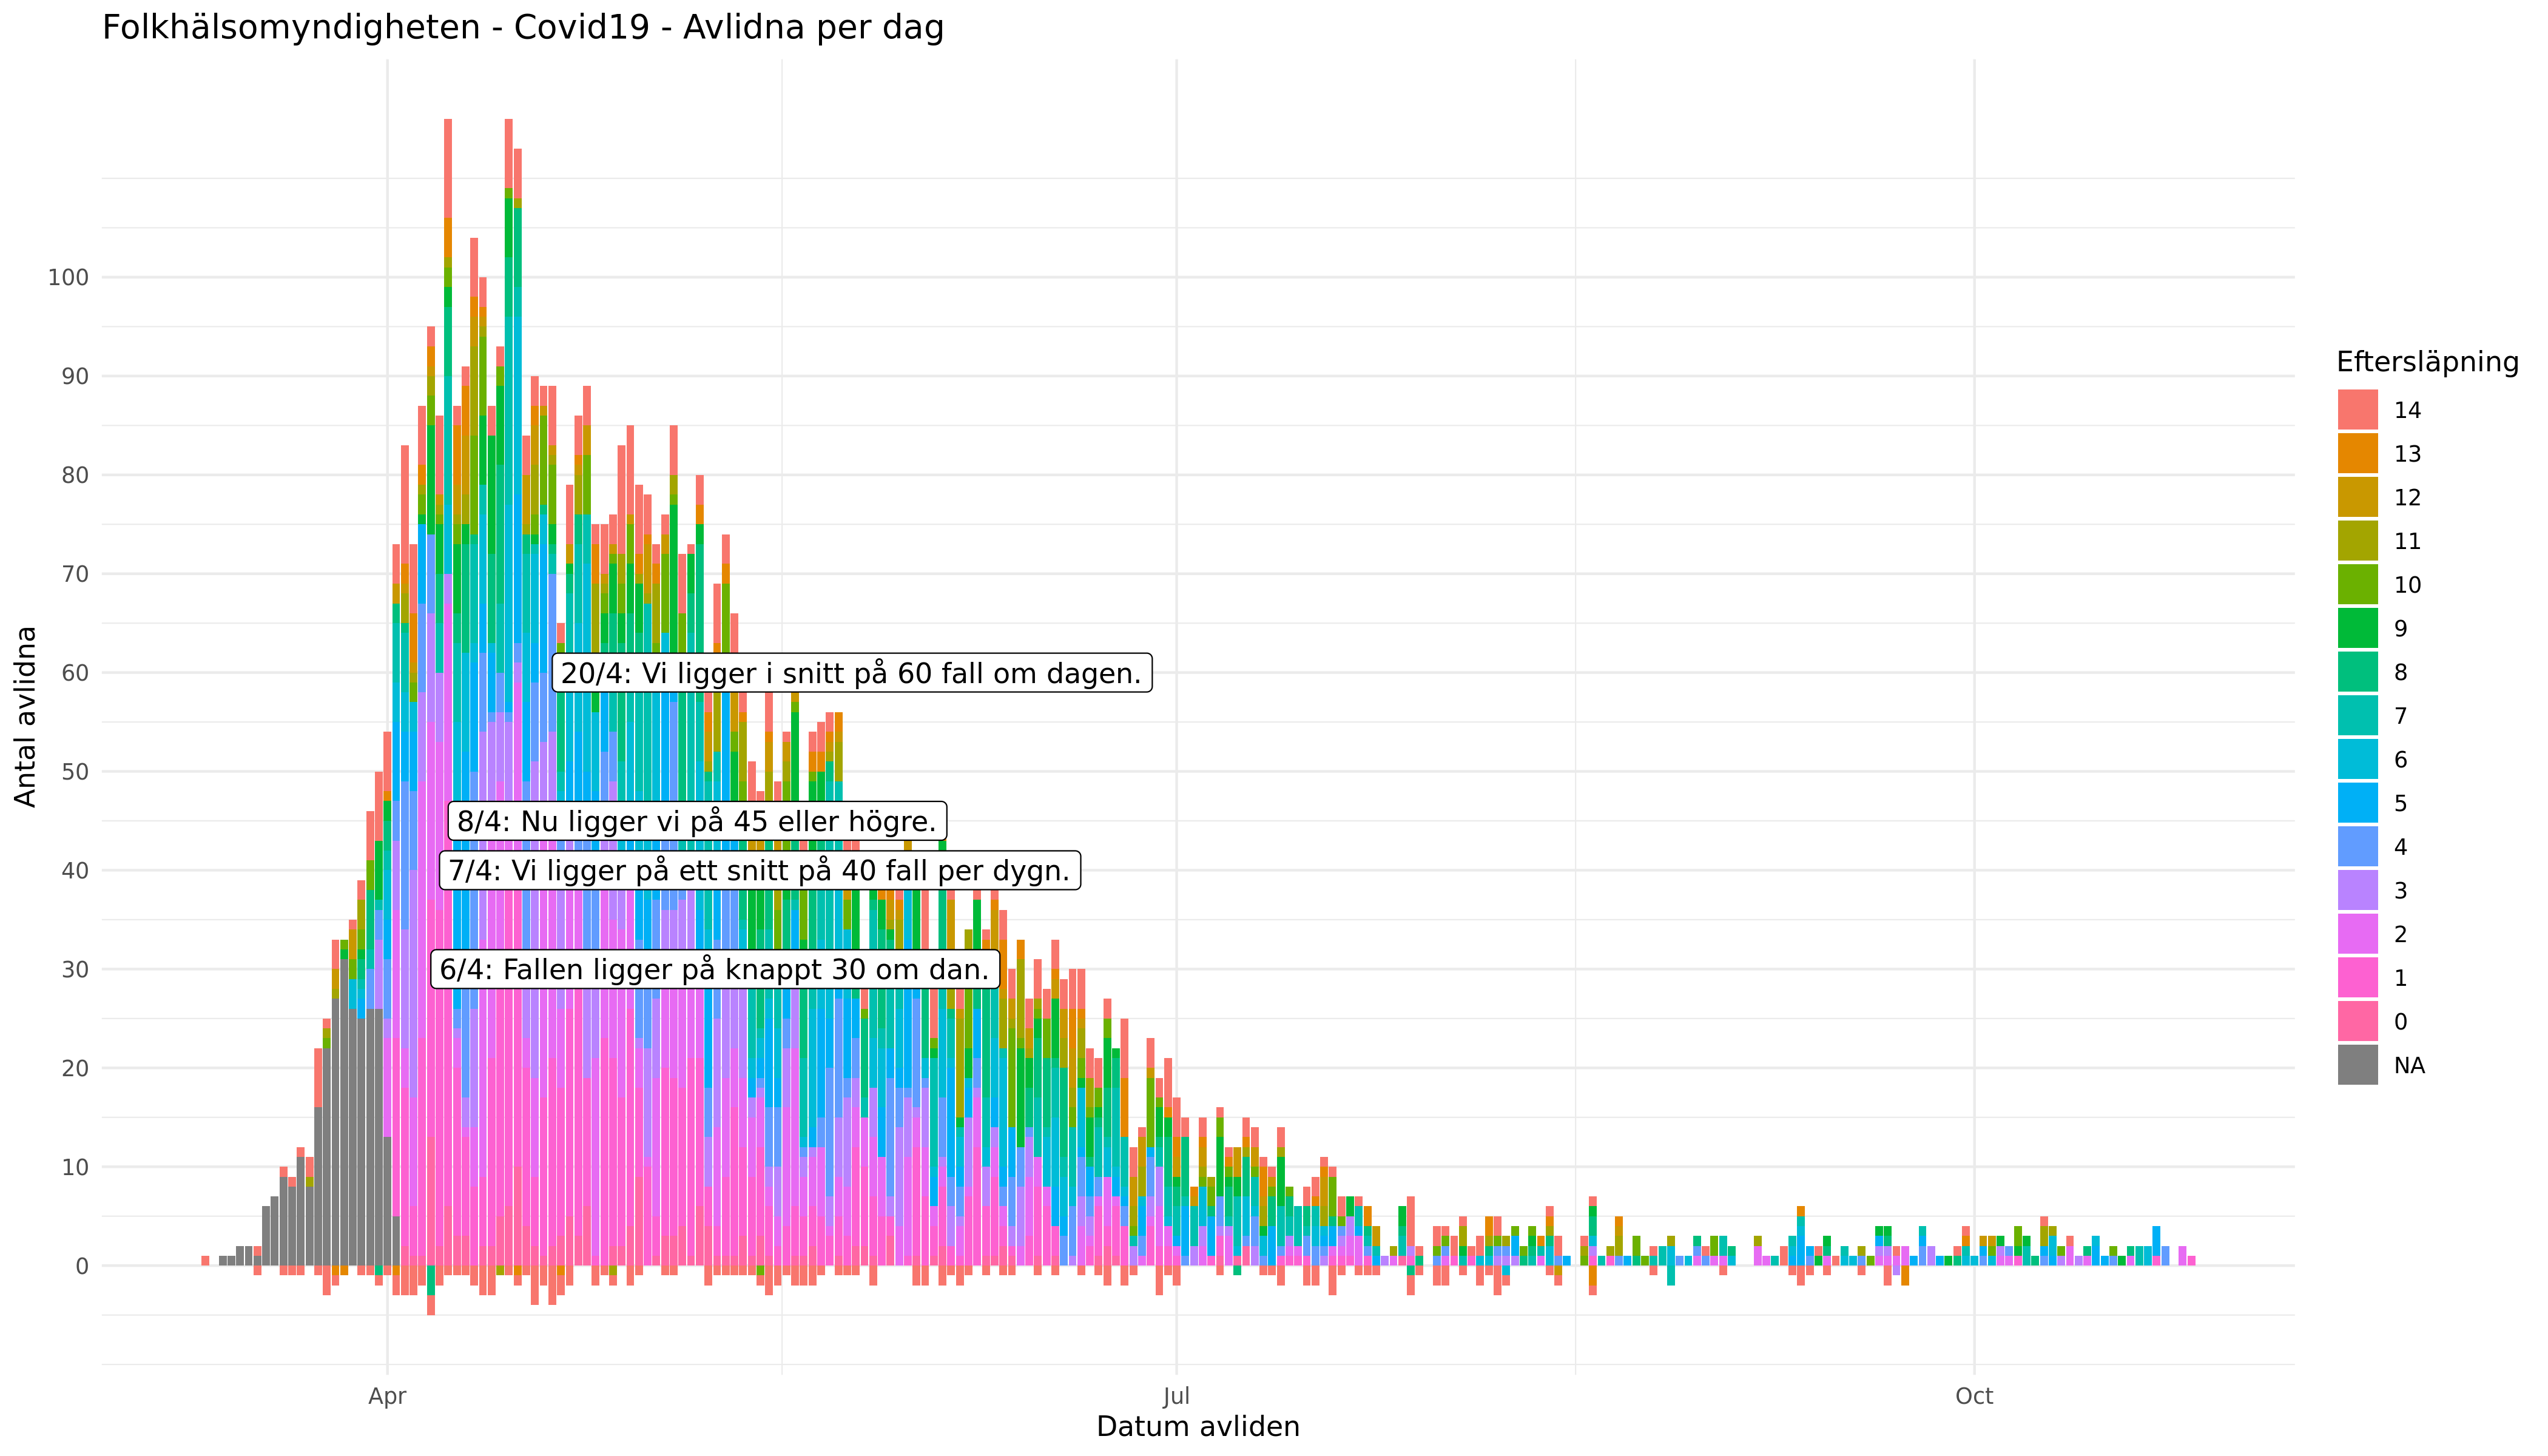 Folkhälsomyndigheten - Covid19 - Avlidna per dag
Antal avlidna
100
90
80
70
60
50
40
30
20
10
0
20/4: Vi ligger i snitt på 60 fall om dagen.
8/4: Nu ligger vi på 45 eller högre.
7/4: Vi ligger på ett snitt på 40 fall per dygn.
6/4: Fallen ligger på knappt 30 om dan.
Apr
Jul
Oct
Datum avliden
Eftersläpning
14
13
12
11
10
9
8
7
6
5
4
3
2
1
0
NA